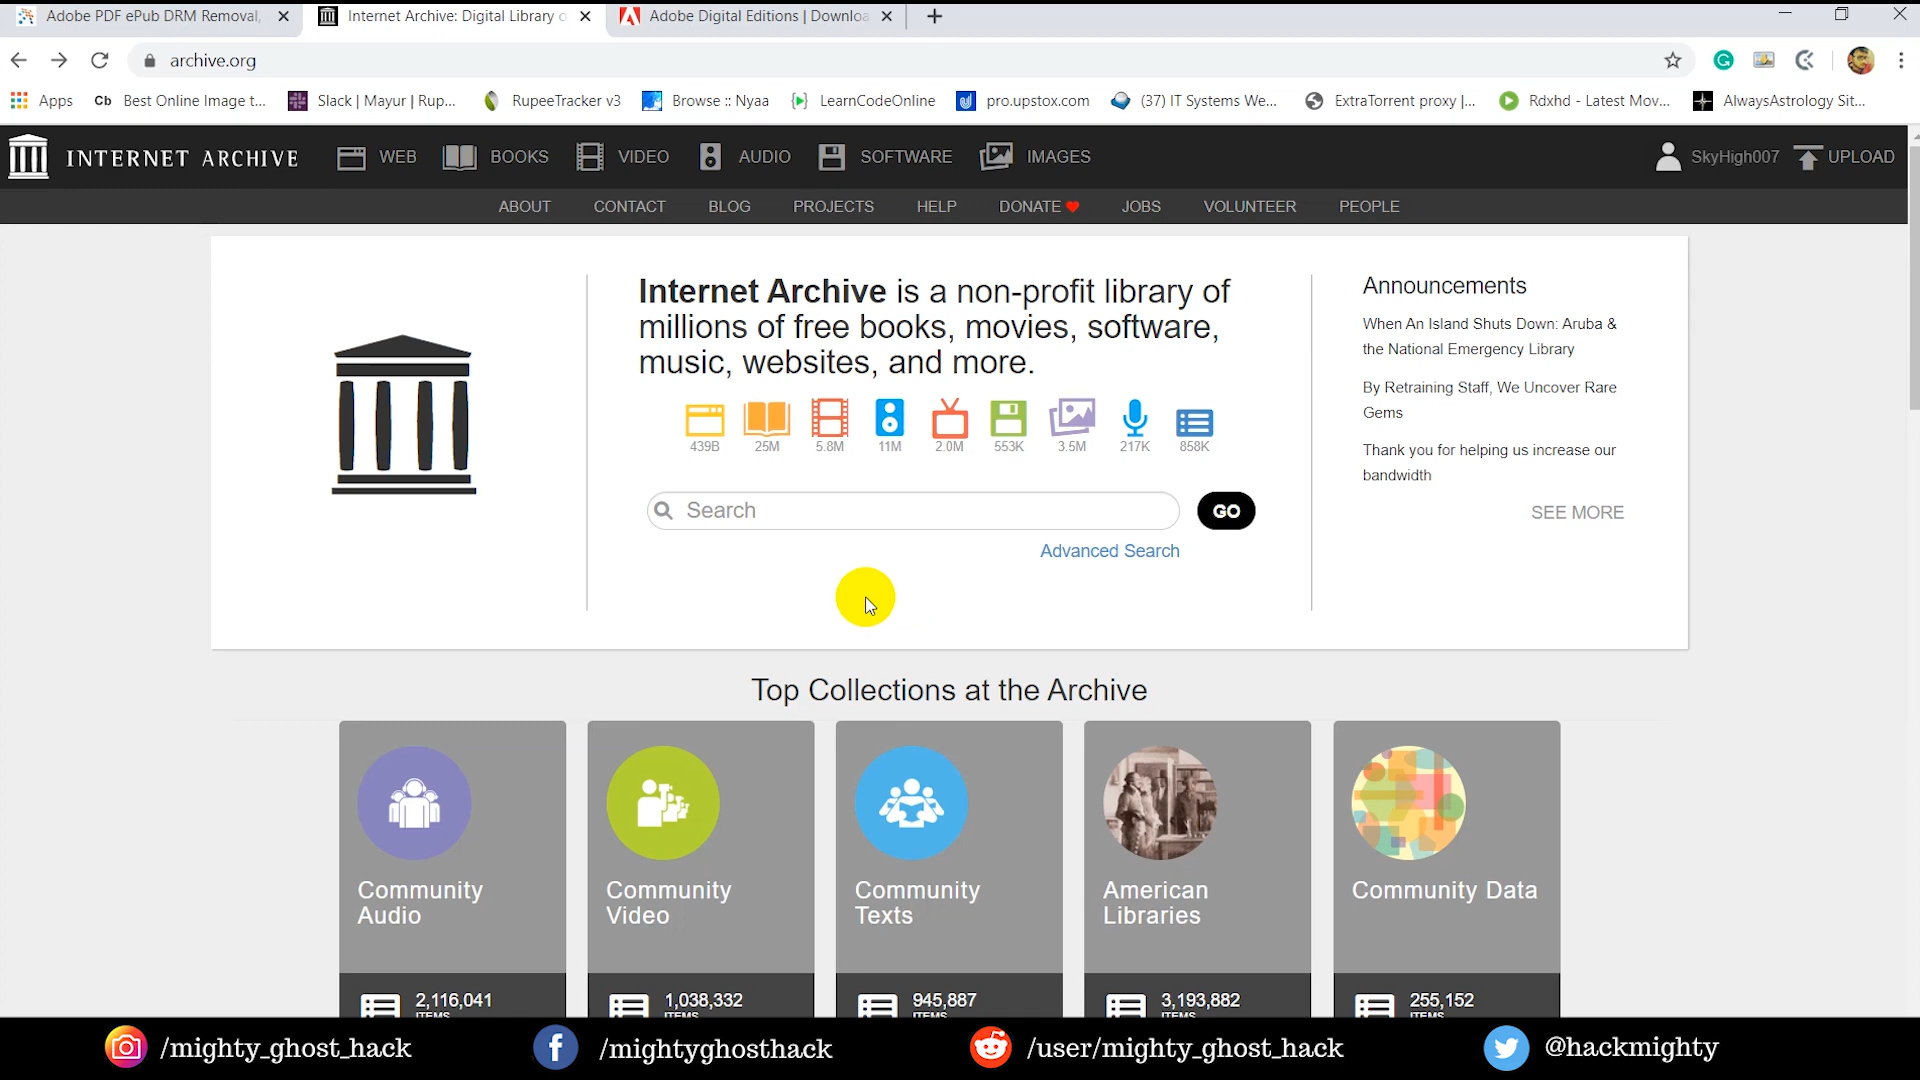 Adobe PDF ePub DRM Removal,
Internet Archive: Digital Library o
Adobe Digital Editions | Downloa
archive.org
Apps
Cb Best Online Image t...
Slack | Mayur | Rup...
RupeeTracker v3
Browse :: Nyaa
LearnCodeOnline
pro.upstox.com
(37) IT Systems We...
ExtraTorrent proxy |...
Rdxhd - Latest Mov...
AlwaysAstrology Sit...
INTERNET ARCHIVE
WEB
BOOKS
VIDEO
AUDIO
SOFTWARE
IMAGES
SkyHigh007
UPLOAD
ABOUT
CONTACT
BLOG
PROJECTS
HELP
DONATE
JOBS
VOLUNTEER
PEOPLE
Internet Archive is a non-profit library of
millions of free books, movies, software,
music, websites, and more.
439B
25M
5.8M
11M
2.0M
553K
3.5M
217K
858K
Search
GO
Advanced Search
Announcements
When An Island Shuts Down: Aruba &
the National Emergency Library
By Retraining Staff, We Uncover Rare
Gems
Thank you for helping us increase our
bandwidth
SEE MORE
Top Collections at the Archive
Community
Audio
2,116,041
ITEMS
Community
Video
1,038,332
ITEMS
Community
Texts
945,887
ITEMS
American
Libraries
3,193,882
ITEMS
Community Data
255,152
ITEMS
/mighty_ghost_hack
/mightyghosthack
/user/mighty_ghost_hack
@hackmighty